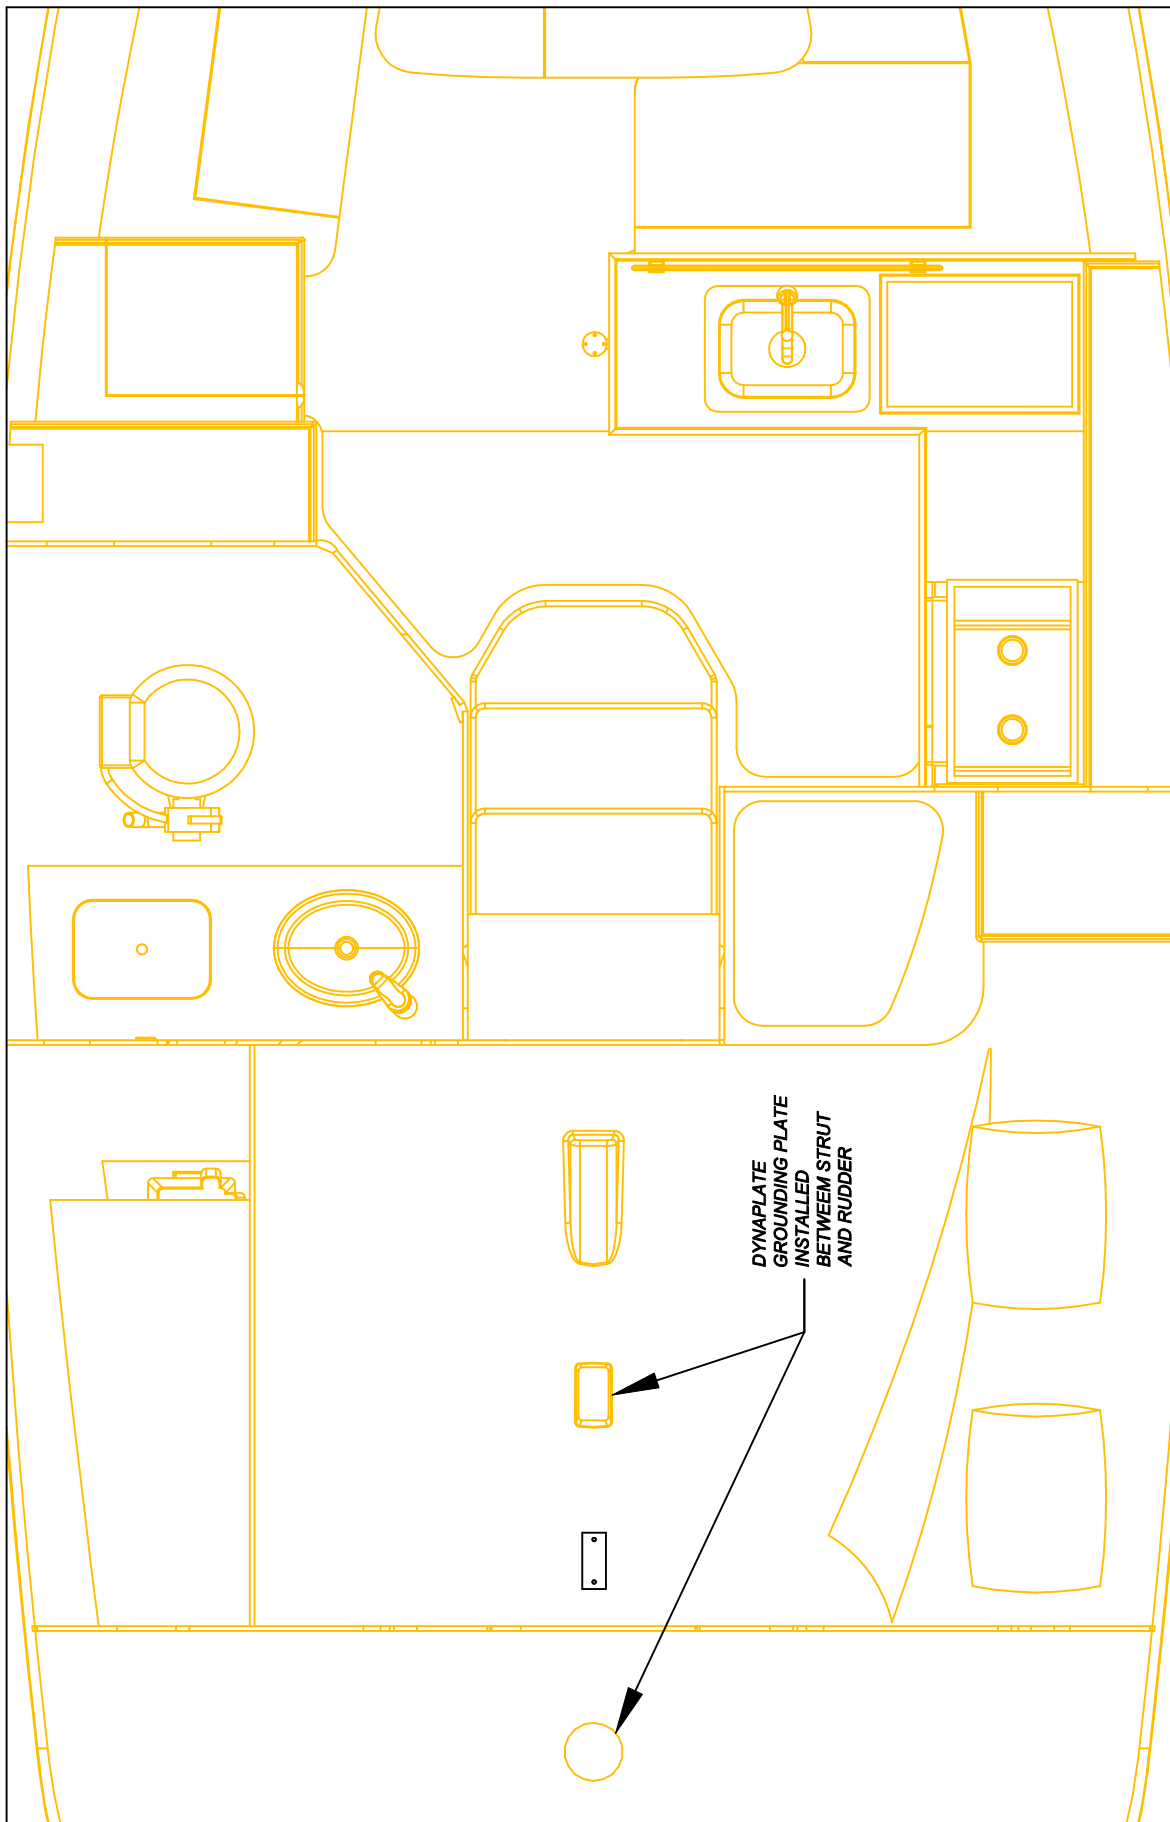 DYNAPLATE
GROUNDING PLATE
INSTALLED
BETWEEM STRUT
AND RUDDER